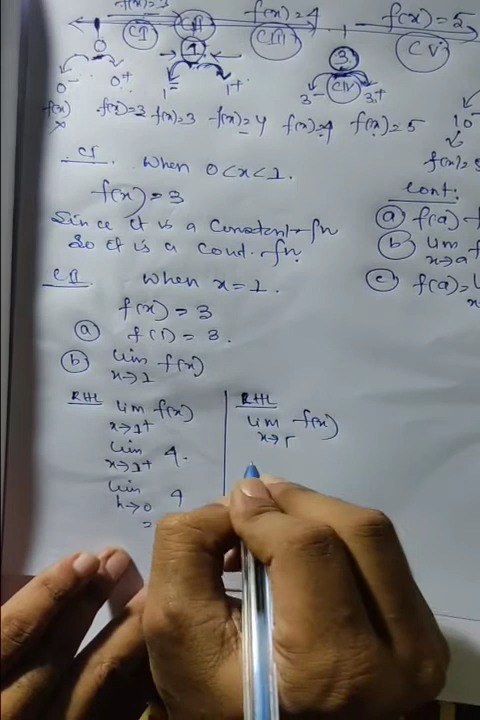 f(x)=3 f(x)=4 f(x)=5
CI CII CIII CV
0 1 3
CIV
0⁻ 0⁺ 1⁻ 1⁺ 3⁻ 3⁺ 10⁻
f(x) f(x)=3 f(x)=3 f(x)=4 f(x)=4 f(x)=5
x
f(x)=5
CI. When 0<x<1.
f(x)=3
Since it is a Constant fn
So it is a cont. fn.
Cont:
(a) f(a)
(b) lim
x→a
(c) f(a)=
CII. When x=1.
f(x)=3
(a) f(1)=3.
(b) lim f(x)
x→1
RHL lim f(x)
x→1+
lim 4.
x→1+
lim 4
h→0
=
RHL
lim f(x)
x→1